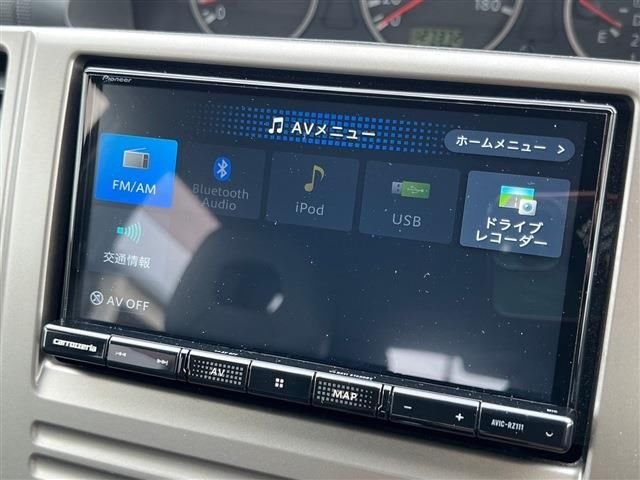 180
Pioneer
AVメニュー
ホームメニュー >
FM/AM
Bluetooth
Audio
iPod
USB
ドライブ
レコーダー
交通情報
AV OFF
carrozzeria
AV
MAP
AVIC-RZ111
E